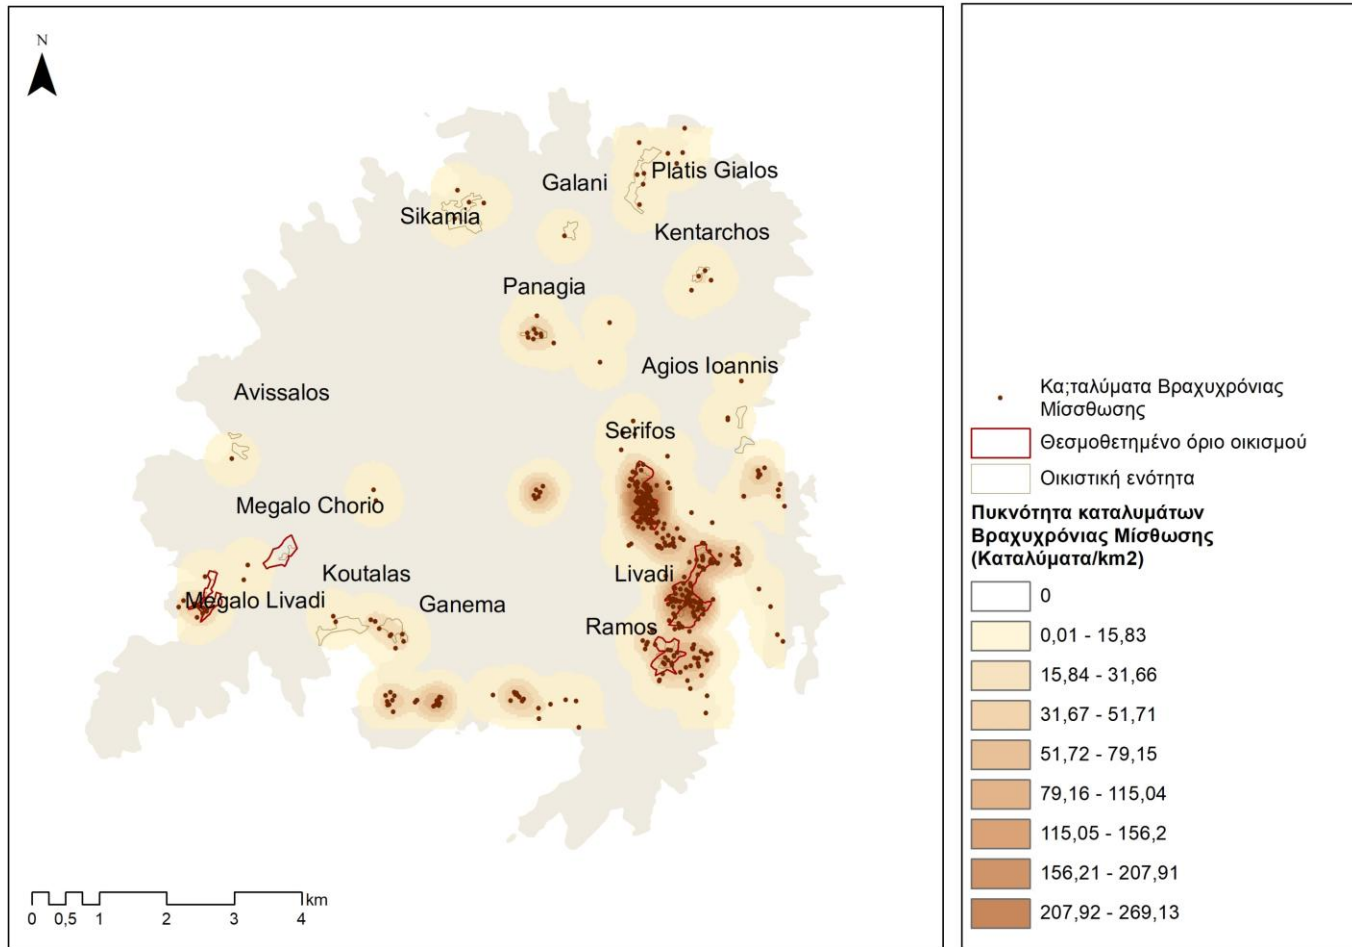 N
Platis Gialos
Galani
Sikamia
Kentarchos
Panagia
Agios Ioannis
Avissalos
Serifos
Megalo Chorio
Koutalas
Livadi
Megalo Livadi
Ganema
Ramos
km
0 0,5 1 2 3 4
Κα;ταλύματα Βραχυχρόνιας
Μίσσθωσης
Θεσμοθετημένο όριο οικισμού
Οικιστική ενότητα
Πυκνότητα καταλυμάτων
Βραχυχρόνιας Μίσθωσης
(Καταλύματα/km2)
0
0,01 - 15,83
15,84 - 31,66
31,67 - 51,71
51,72 - 79,15
79,16 - 115,04
115,05 - 156,2
156,21 - 207,91
207,92 - 269,13